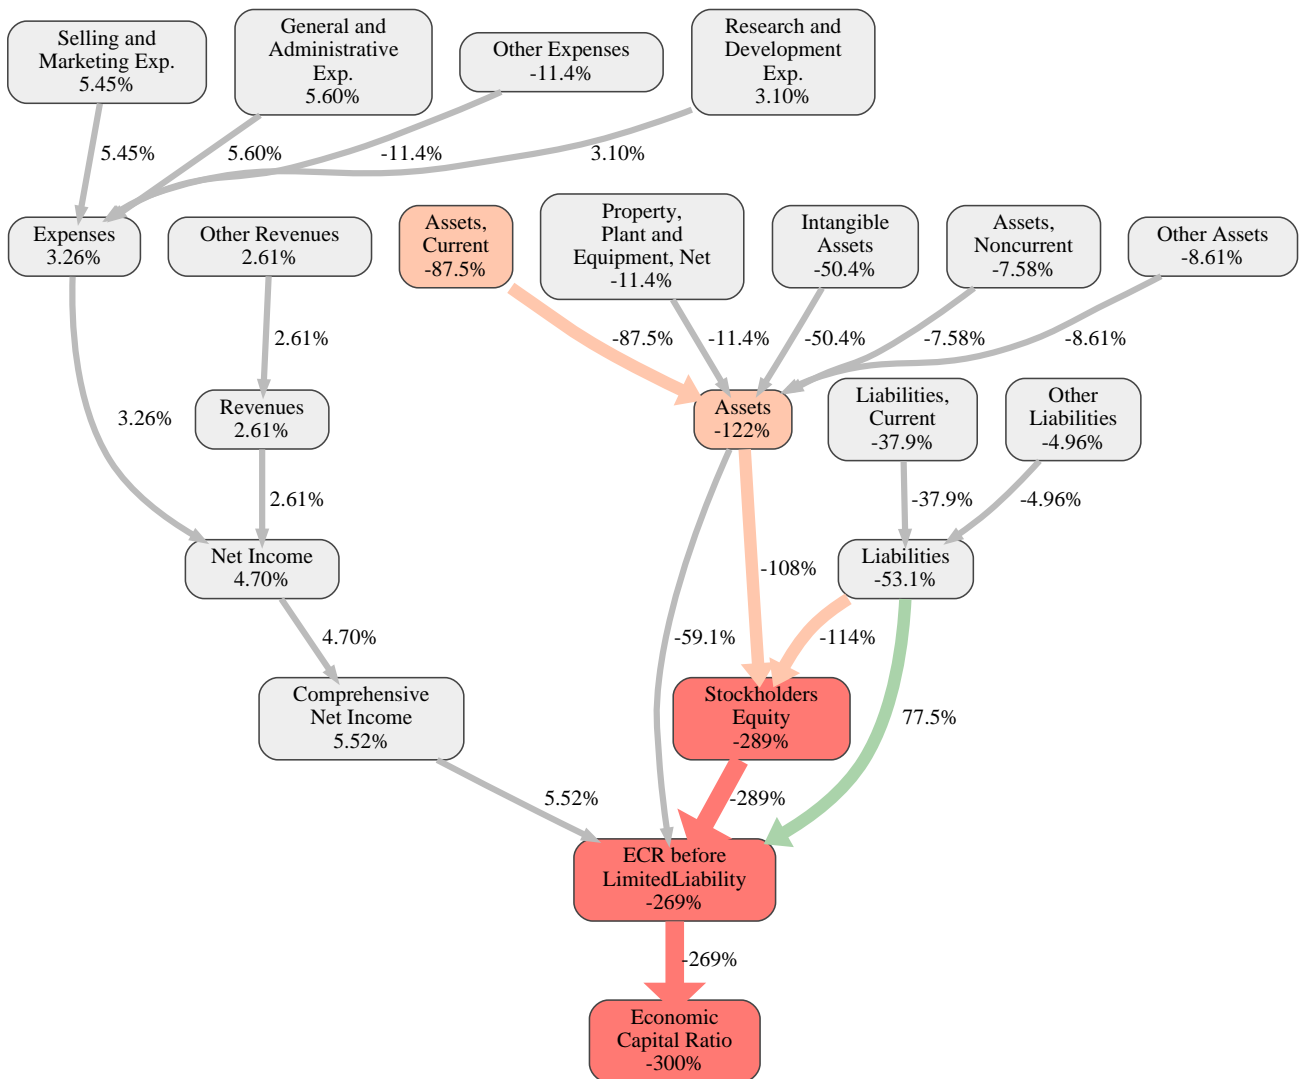 Selling and
Marketing Exp.
5.45%
General and
Administrative
Exp.
5.60%
Other Expenses
-11.4%
Research and
Development
Exp.
3.10%
5.45%
5.60%
-11.4%
3.10%
Expenses
3.26%
Other Revenues
2.61%
Assets,
Current
-87.5%
Property,
Plant and
Equipment, Net
-11.4%
Intangible
Assets
-50.4%
Assets,
Noncurrent
-7.58%
Other Assets
-8.61%
2.61%
-87.5%
-11.4%
-50.4%
-7.58%
-8.61%
3.26%
Revenues
2.61%
Assets
-122%
Liabilities,
Current
-37.9%
Other
Liabilities
-4.96%
2.61%
-37.9%
-4.96%
Net Income
4.70%
-108%
Liabilities
-53.1%
4.70%
-59.1%
-114%
Comprehensive
Net Income
5.52%
Stockholders
Equity
-289%
77.5%
5.52%
-289%
ECR before
LimitedLiability
-269%
-269%
Economic
Capital Ratio
-300%